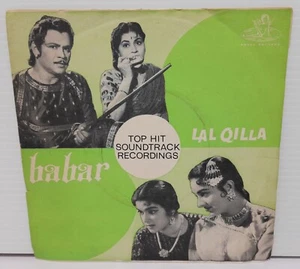 TOP HIT
SOUNDTRACK
RECORDINGS
LAL QILLA
babar